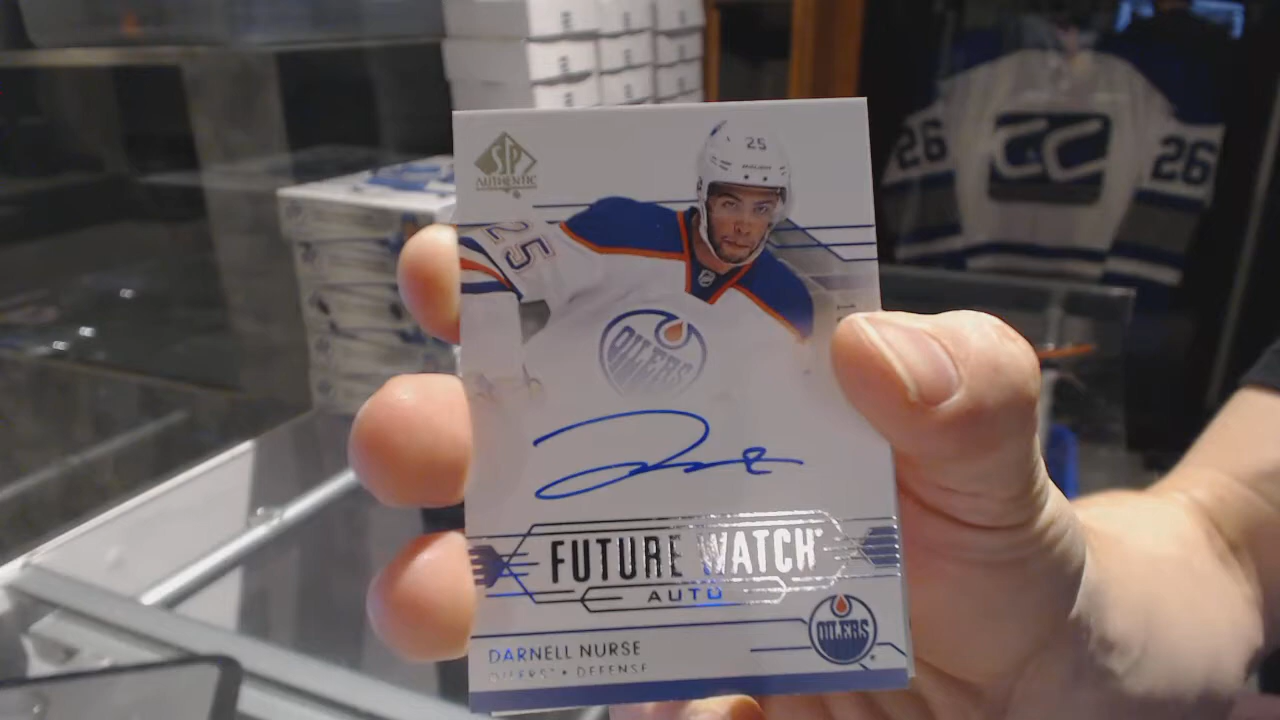 SP
AUTHENTIC
25
25
OILERS
FUTURE WATCH
AUTO
OILERS
DARNELL NURSE
OILERS • DEFENSE
26
26